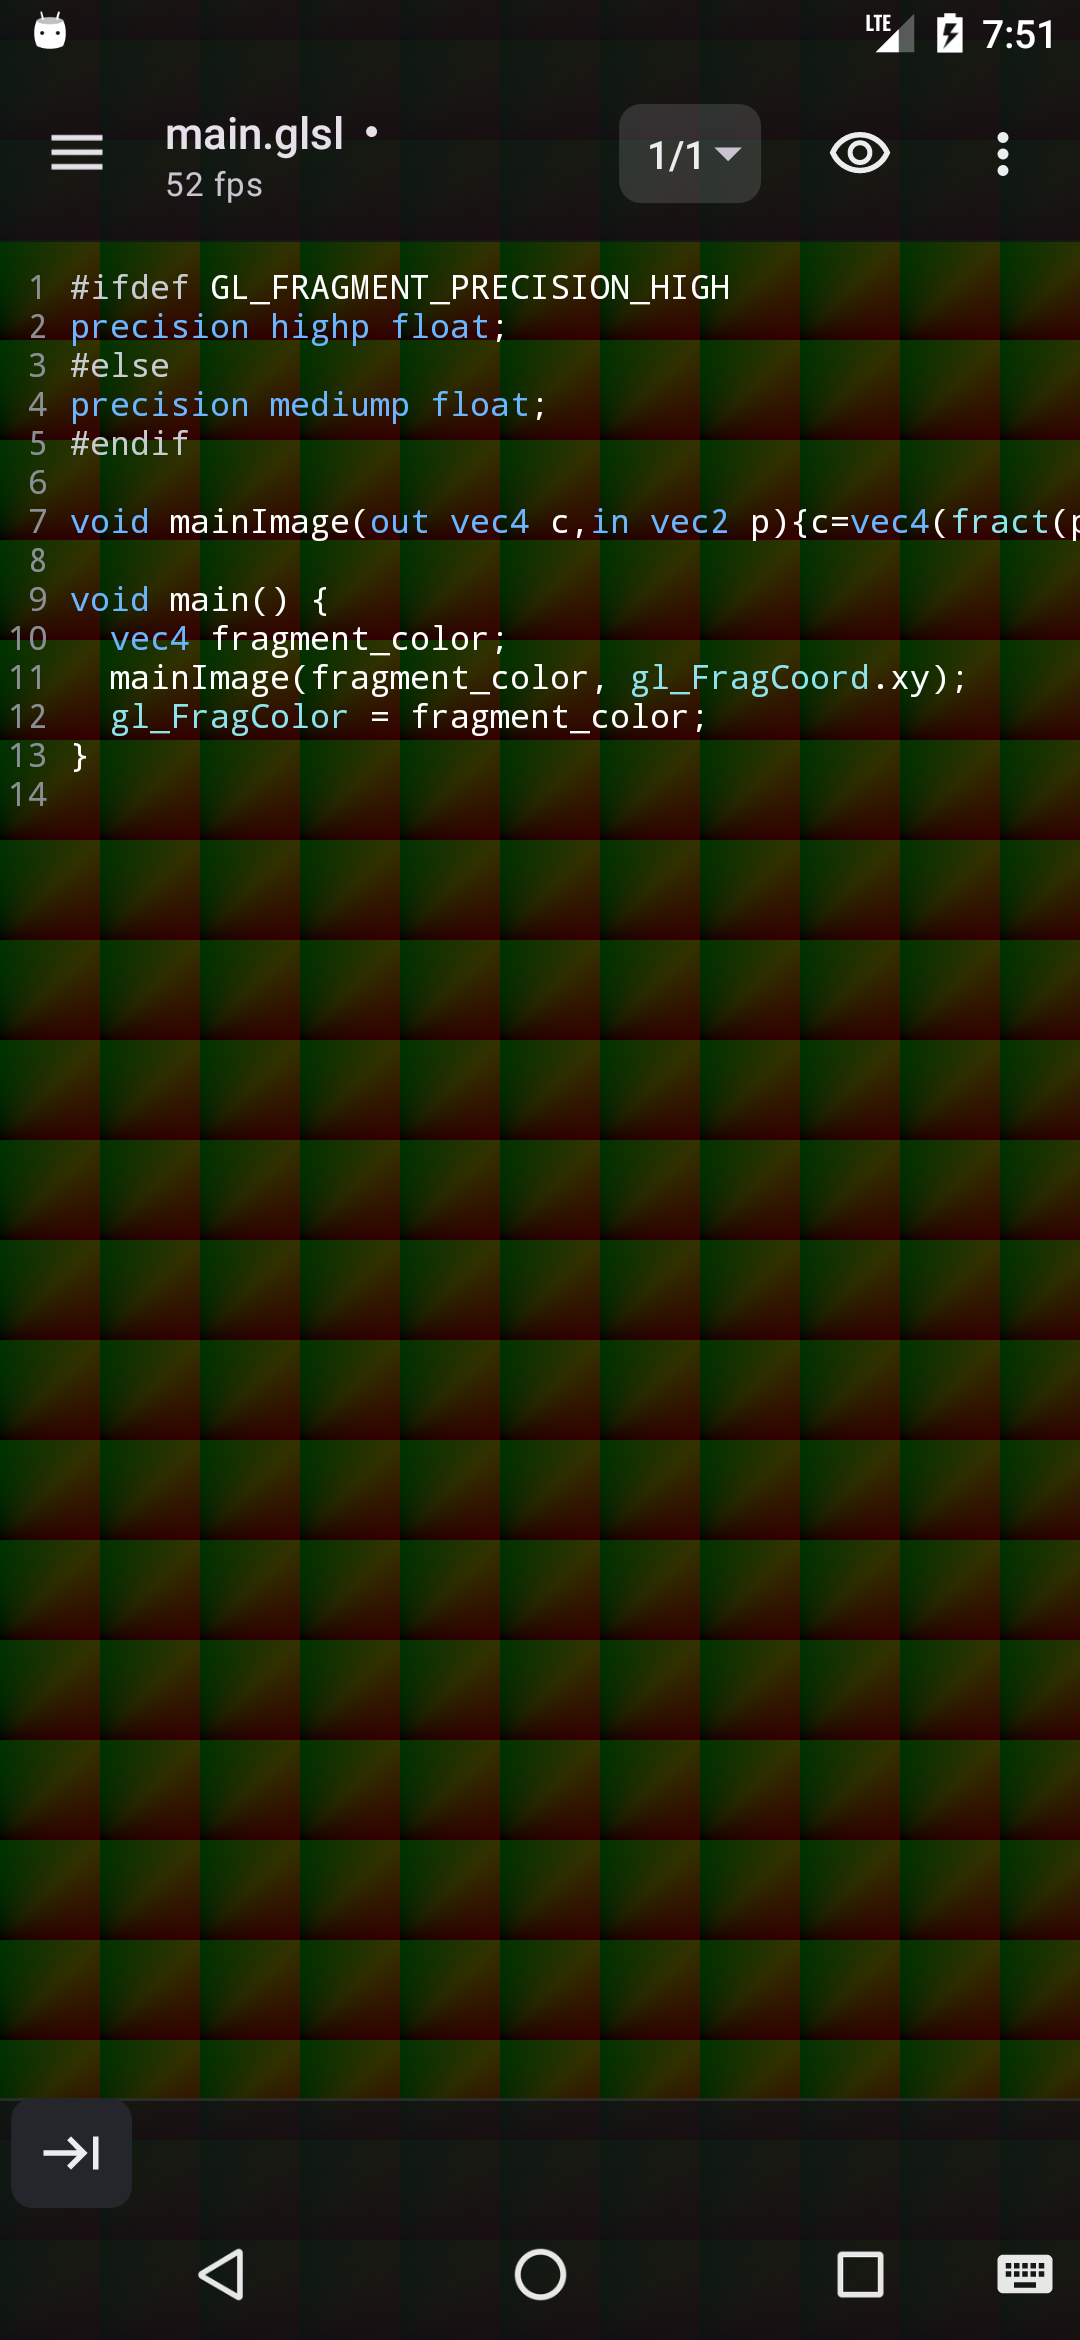 LTE 7:51
main.glsl •
52 fps
1/1
1 #ifdef GL_FRAGMENT_PRECISION_HIGH
2 precision highp float;
3 #else
4 precision mediump float;
5 #endif
6
7 void mainImage(out vec4 c,in vec2 p){c=vec4(fract(p
8
9 void main() {
10   vec4 fragment_color;
11   mainImage(fragment_color, gl_FragCoord.xy);
12   gl_FragColor = fragment_color;
13 }
14